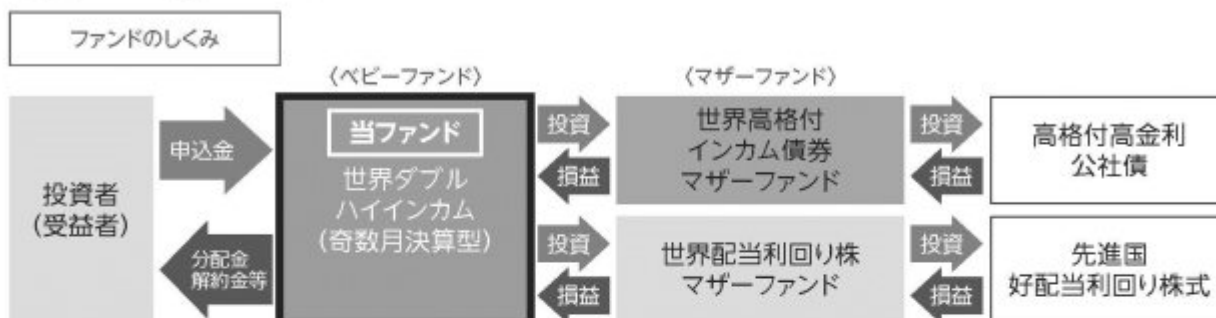 ファンドのしくみ
〈ベビーファンド〉
〈マザーファンド〉
投資者
(受益者)
申込金
分配金
解約金等
当ファンド
世界ダブル
ハイインカム
(奇数月決算型)
投資
損益
投資
損益
世界高格付
インカム債券
マザーファンド
世界配当利回り株
マザーファンド
投資
損益
投資
損益
高格付高金利
公社債
先進国
好配当利回り株式